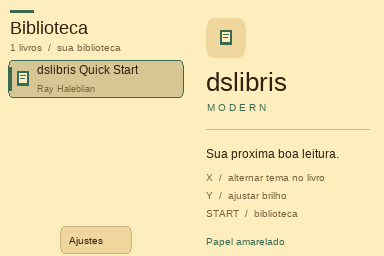 Biblioteca
1 livros / sua biblioteca
dslibris Quick Start
Ray Haleblian
Ajustes
dslibris
MODERN
Sua proxima boa leitura.
X / alternar tema no livro
Y / ajustar brilho
START / biblioteca
Papel amarelado